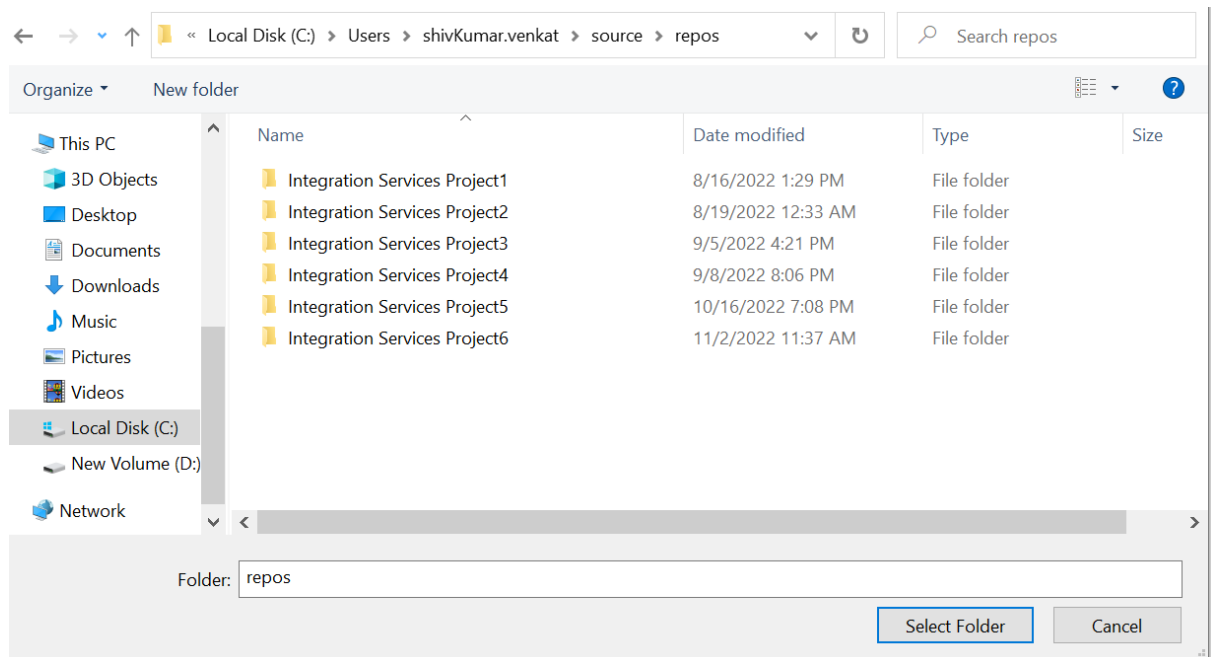 « Local Disk (C:) > Users > shivKumar.venkat > source > repos
Search repos
Organize
New folder
?
This PC
3D Objects
Desktop
Documents
Downloads
Music
Pictures
Videos
Local Disk (C:)
New Volume (D:)
Network
Name Date modified Type Size
Integration Services Project1 8/16/2022 1:29 PM File folder
Integration Services Project2 8/19/2022 12:33 AM File folder
Integration Services Project3 9/5/2022 4:21 PM File folder
Integration Services Project4 9/8/2022 8:06 PM File folder
Integration Services Project5 10/16/2022 7:08 PM File folder
Integration Services Project6 11/2/2022 11:37 AM File folder
Folder: repos
Select Folder
Cancel